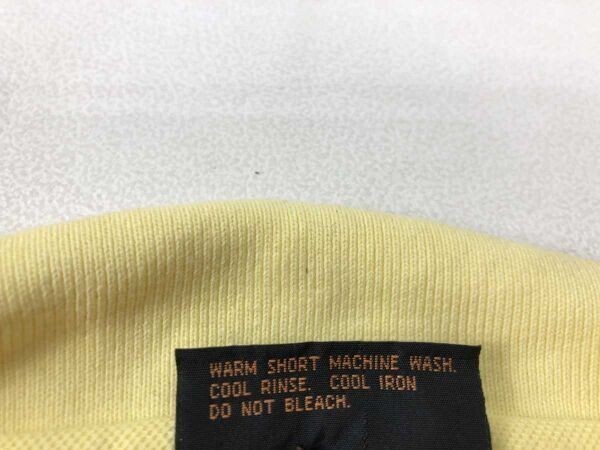 WARM SHORT MACHINE WASH.
COOL RINSE. COOL IRON
DO NOT BLEACH.